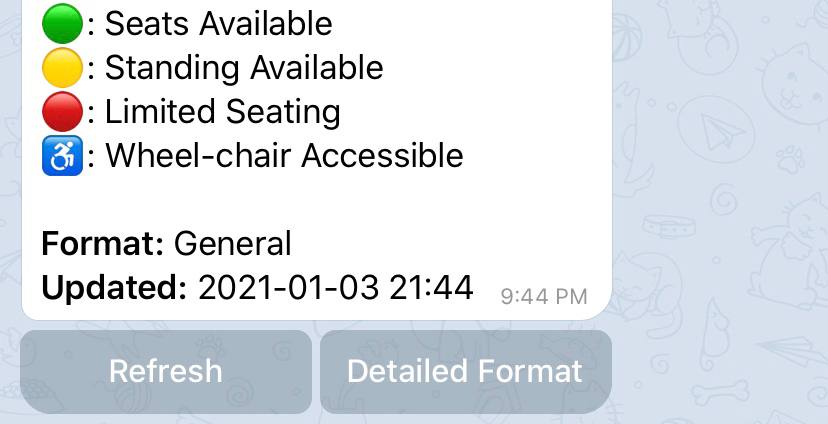 🟢: Seats Available
🟡: Standing Available
🔴: Limited Seating
♿: Wheel-chair Accessible
Format: General
Updated: 2021-01-03 21:44 9:44 PM
Refresh Detailed Format